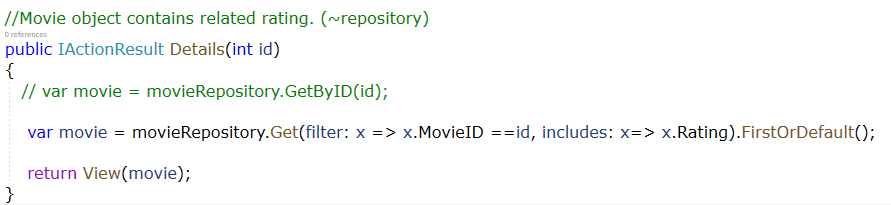 //Movie object contains related rating. (~repository)
0 references
public IActionResult Details(int id)
{
// var movie = movieRepository.GetByID(id);
var movie = movieRepository.Get(filter: x => x.MovieID ==id, includes: x=> x.Rating).FirstOrDefault();
return View(movie);
}